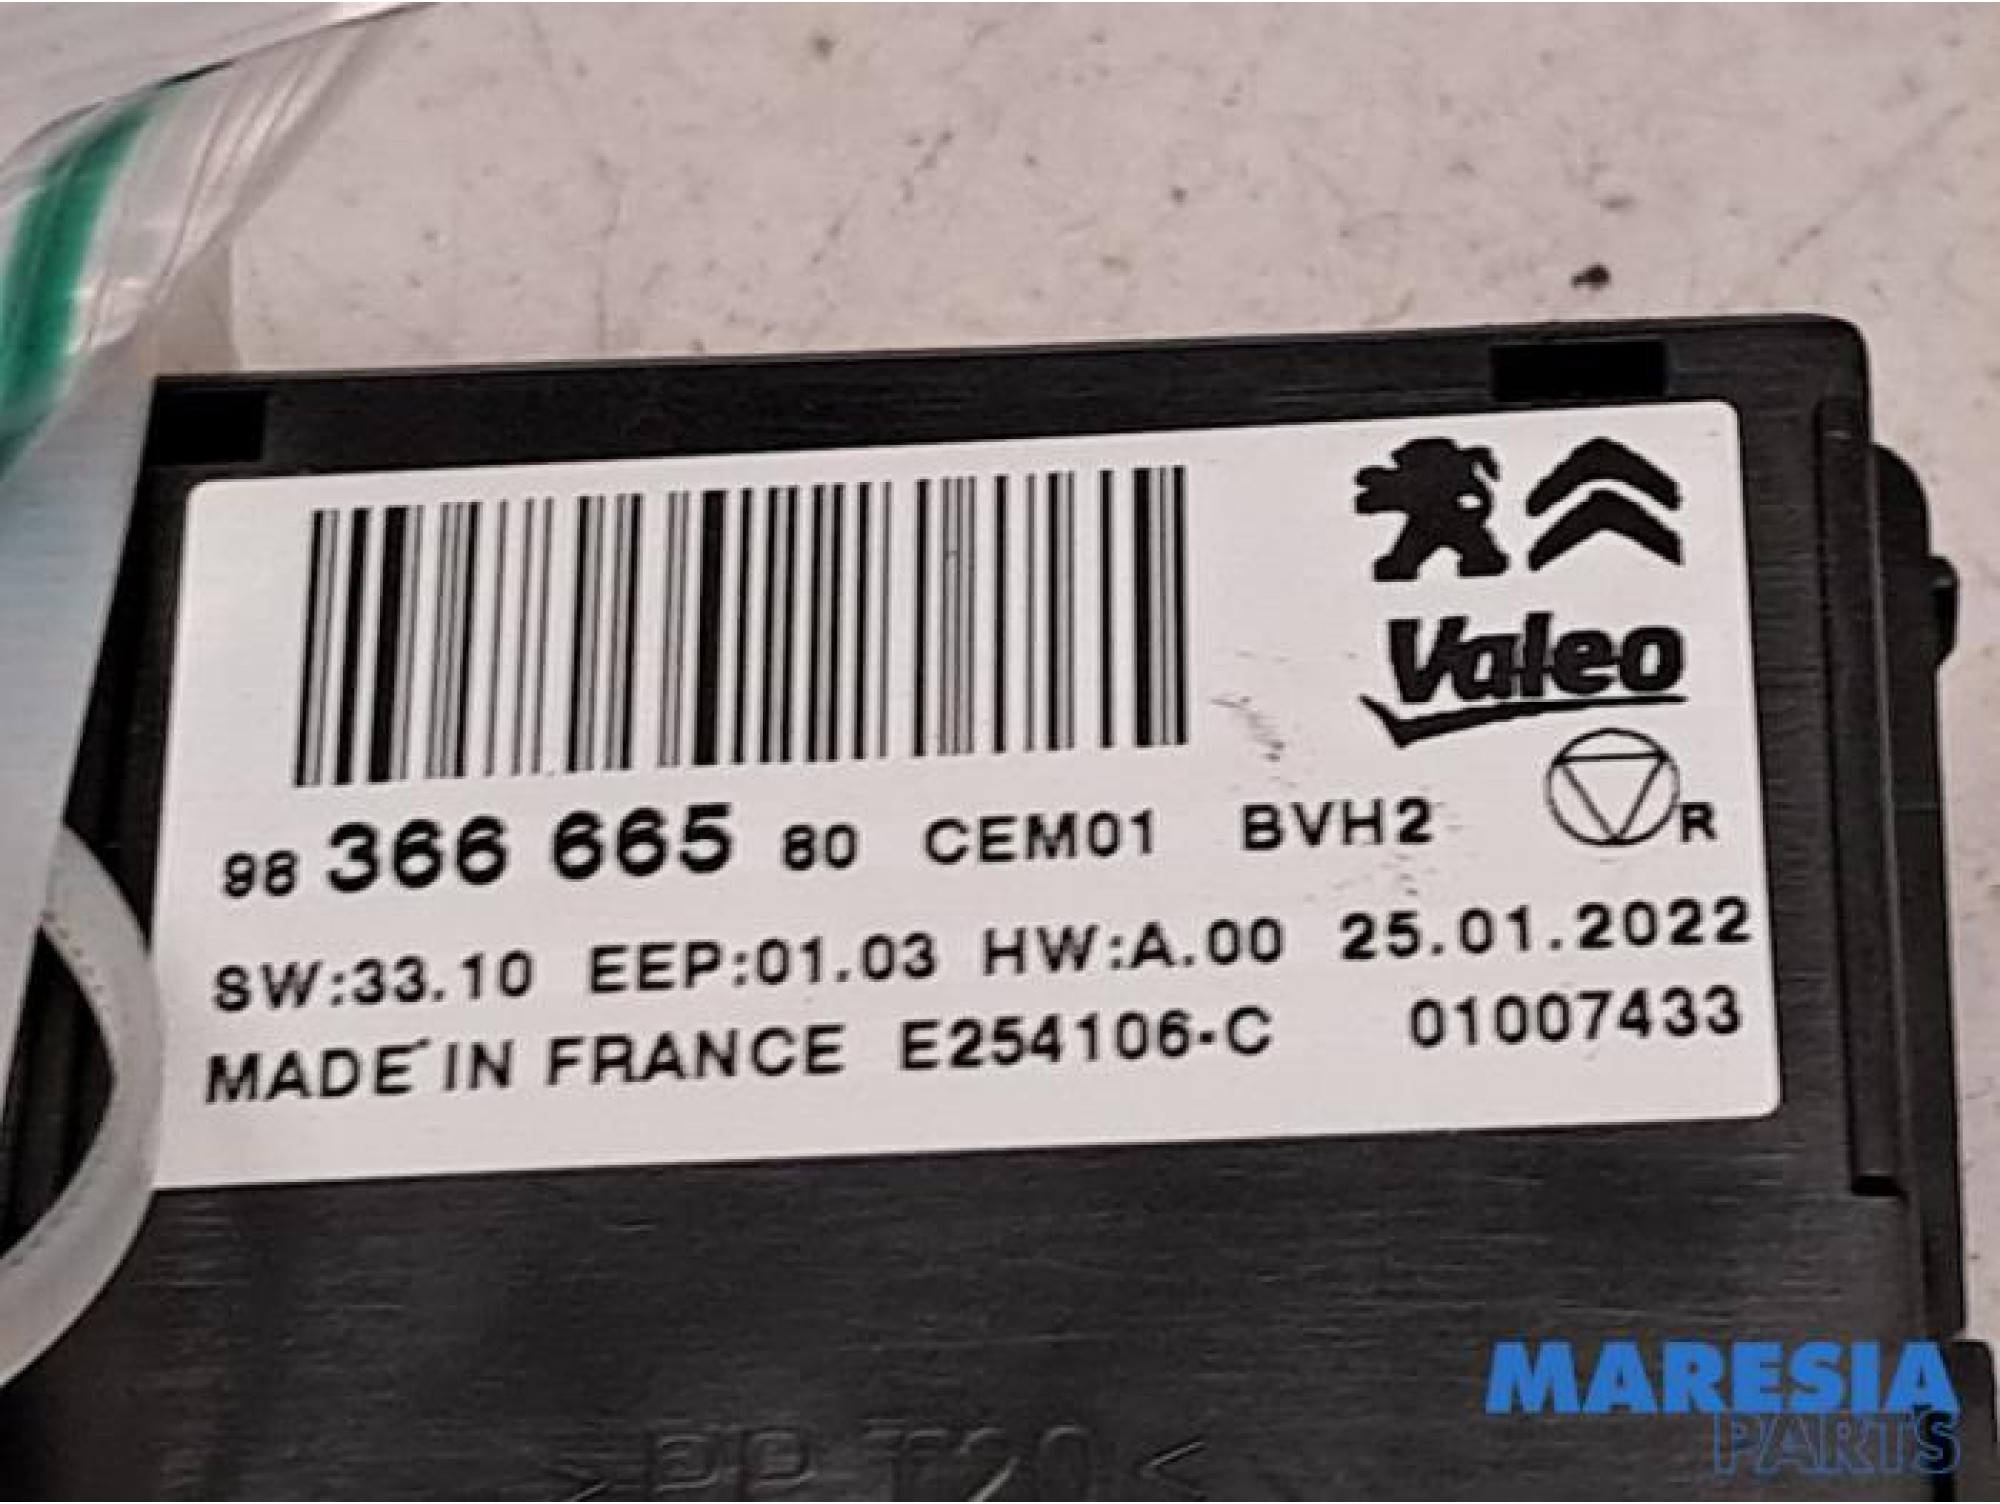 Valeo
98 366 665 80 CEM01 BVH2 R
SW:33.10 EEP:01.03 HW:A.00 25.01.2022
MADE IN FRANCE E254106-C 01007433
MARESIA
PARTS